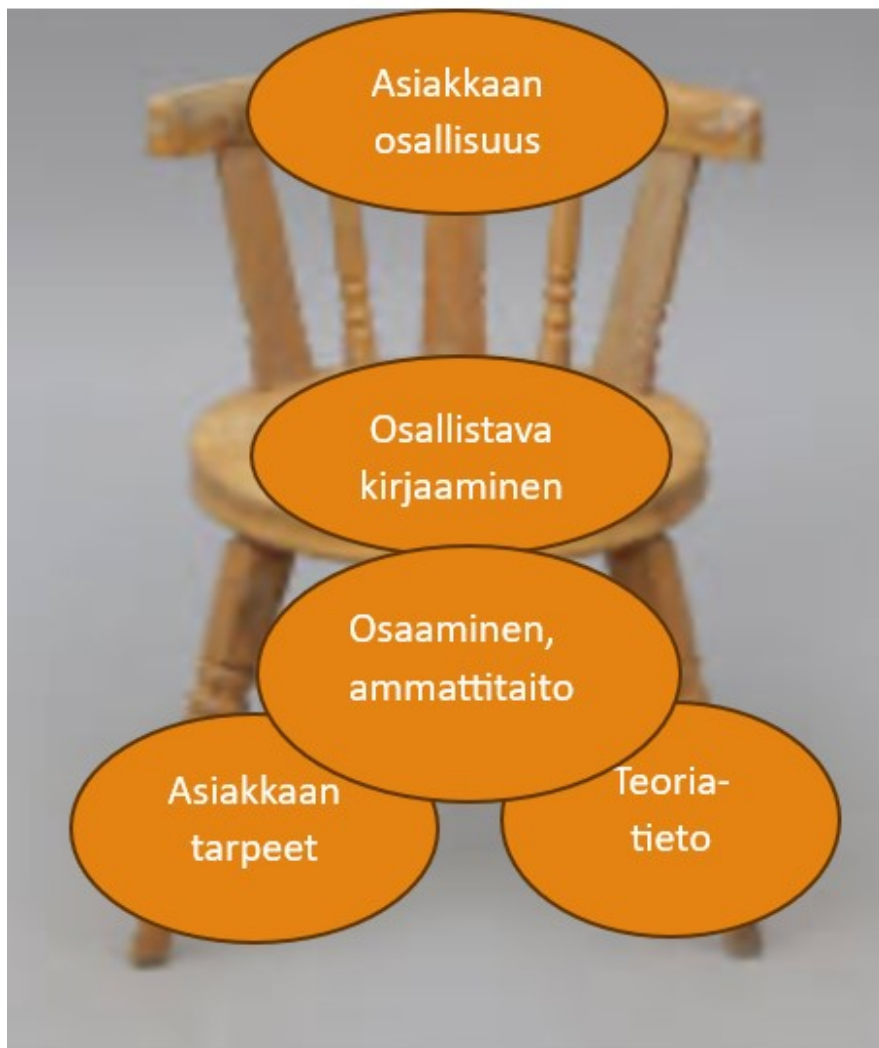 Asiakkaan
osallisuus
Osallistava
kirjaaminen
Osaaminen,
ammattitaito
Asiakkaan
tarpeet
Teoria-
tieto